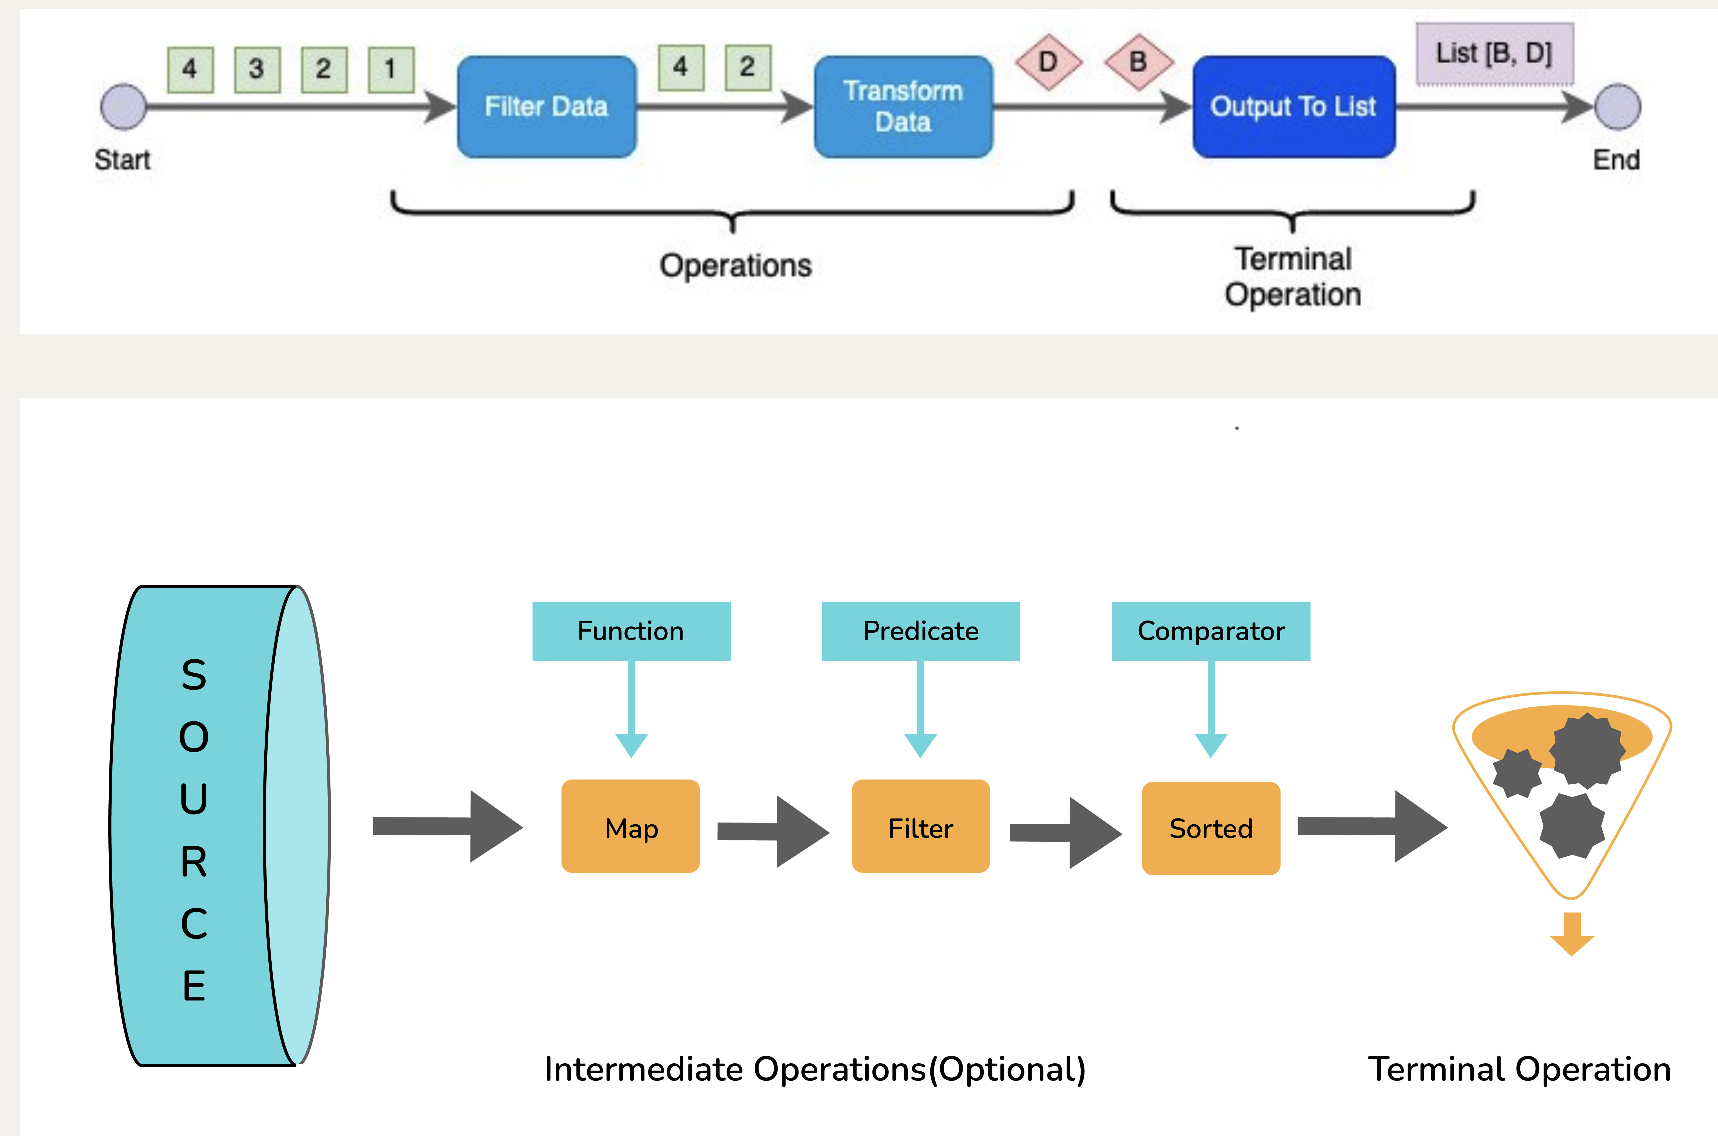 4 3 2 1
4 2
D B
List [B, D]
Filter Data
Transform
Data
Output To List
Start
End
Operations
Terminal
Operation
S
O
U
R
C
E
Function
Predicate
Comparator
Map
Filter
Sorted
Intermediate Operations(Optional)
Terminal Operation